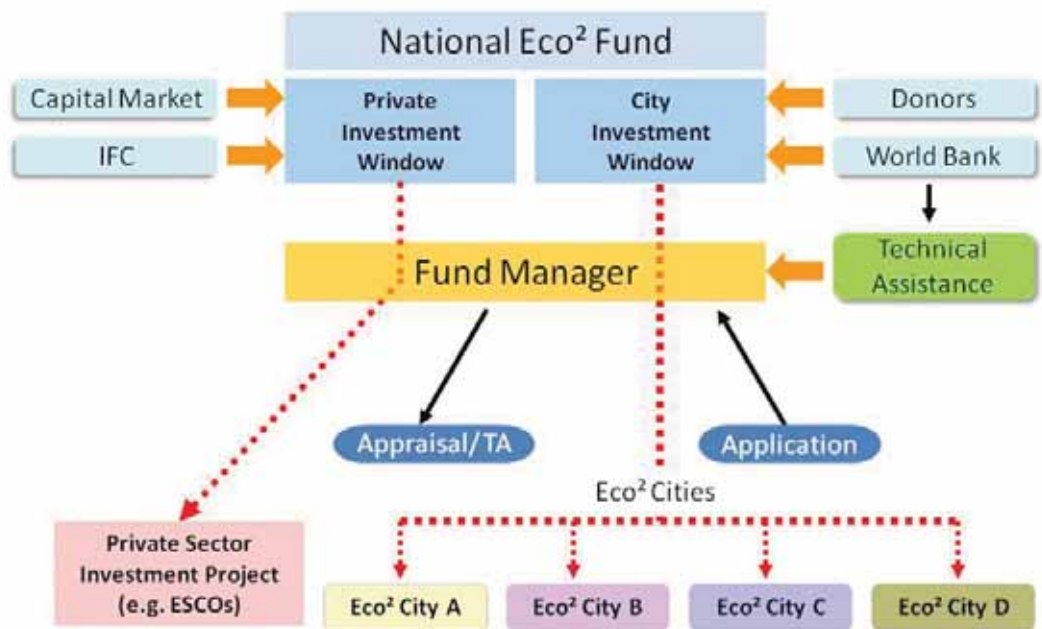 National Eco² Fund
Capital Market
IFC
Private
Investment
Window
City
Investment
Window
Donors
World Bank
Fund Manager
Technical
Assistance
Appraisal/TA
Application
Eco² Cities
Private Sector
Investment Project
(e.g. ESCOs)
Eco² City A
Eco² City B
Eco² City C
Eco² City D